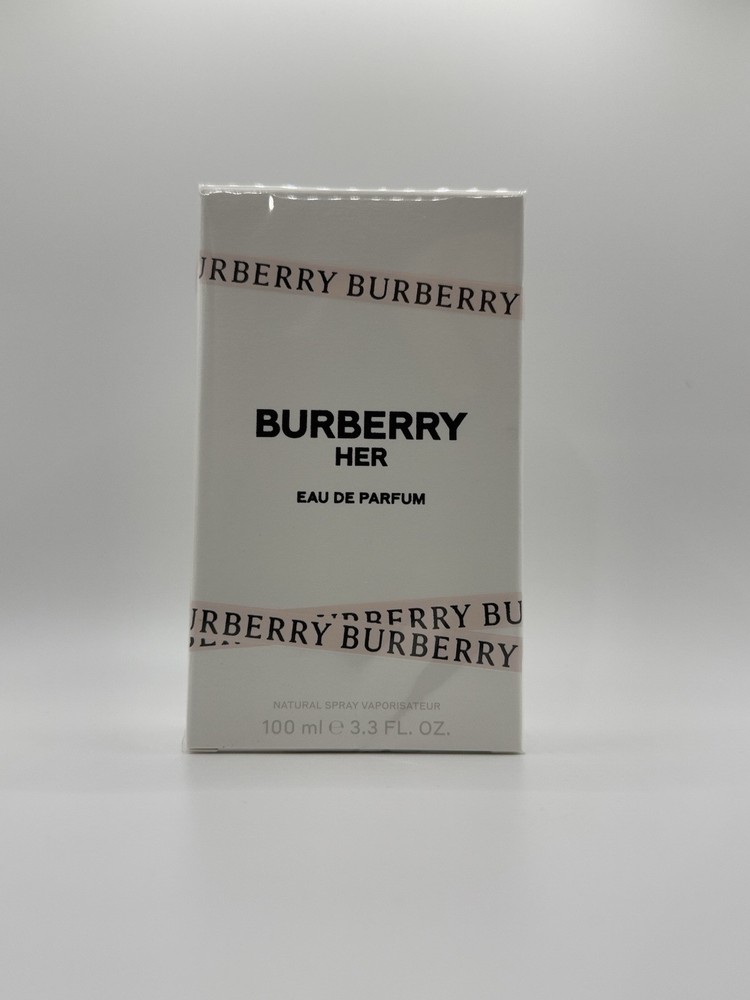 URBERRY BURBERRY
BURBERRY
HER
EAU DE PARFUM
URBERRY BU
URBERRY BURBERRY
NATURAL SPRAY VAPORISATEUR
100 ml ℮ 3.3 FL. OZ.